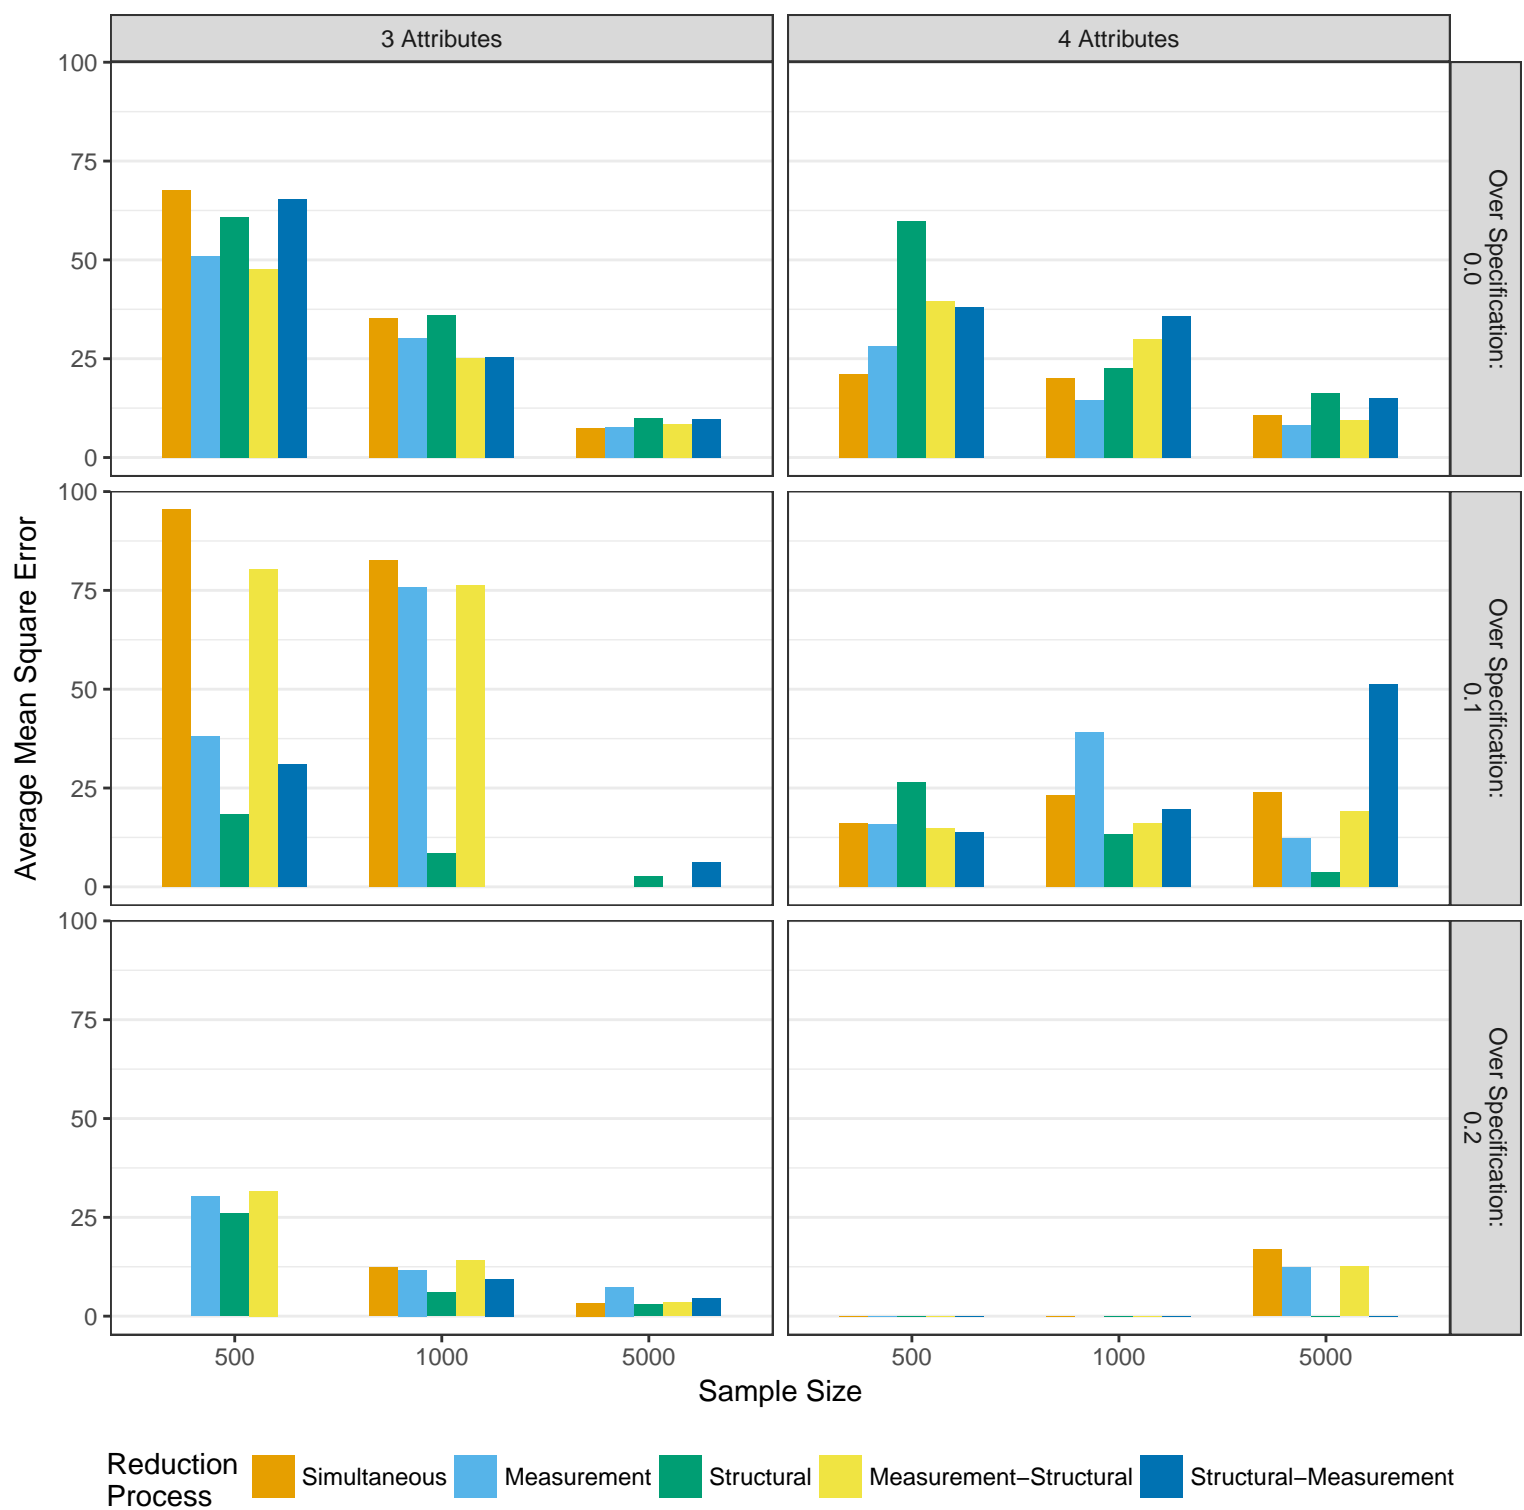 3 Attributes
4 Attributes
Average Mean Square Error
100
75
50
25
0
Over Specification:
0.0
100
75
50
25
0
Over Specification:
0.1
100
75
50
25
0
Over Specification:
0.2
500
1000
5000
500
1000
5000
Sample Size
Reduction
Process
Simultaneous
Measurement
Structural
Measurement−Structural
Structural−Measurement